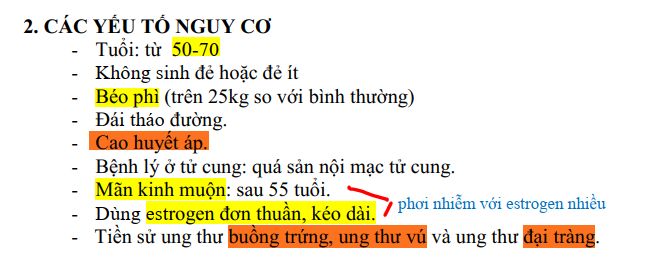 2. CÁC YẾU TỐ NGUY CƠ
- Tuổi: từ 50-70
- Không sinh đẻ hoặc đẻ ít
- Béo phì (trên 25kg so với bình thường)
- Đái tháo đường.
- Cao huyết áp.
- Bệnh lý ở tử cung: quá sản nội mạc tử cung.
- Mãn kinh muộn: sau 55 tuổi.
phơi nhiễm với estrogen nhiều
- Dùng estrogen đơn thuần, kéo dài.
- Tiền sử ung thư buồng trứng, ung thư vú và ung thư đại tràng.